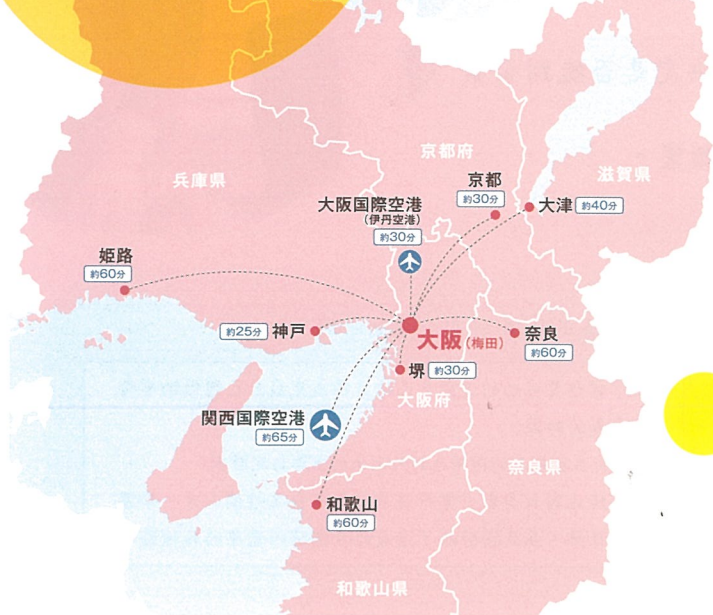 京都府
兵庫県
滋賀県
京都
約30分
大津 約40分
大阪国際空港
(伊丹空港)
約30分
姫路
約60分
約25分 神戸
大阪(梅田)
奈良
約60分
堺 約30分
大阪府
関西国際空港
約65分
奈良県
和歌山
約60分
和歌山県